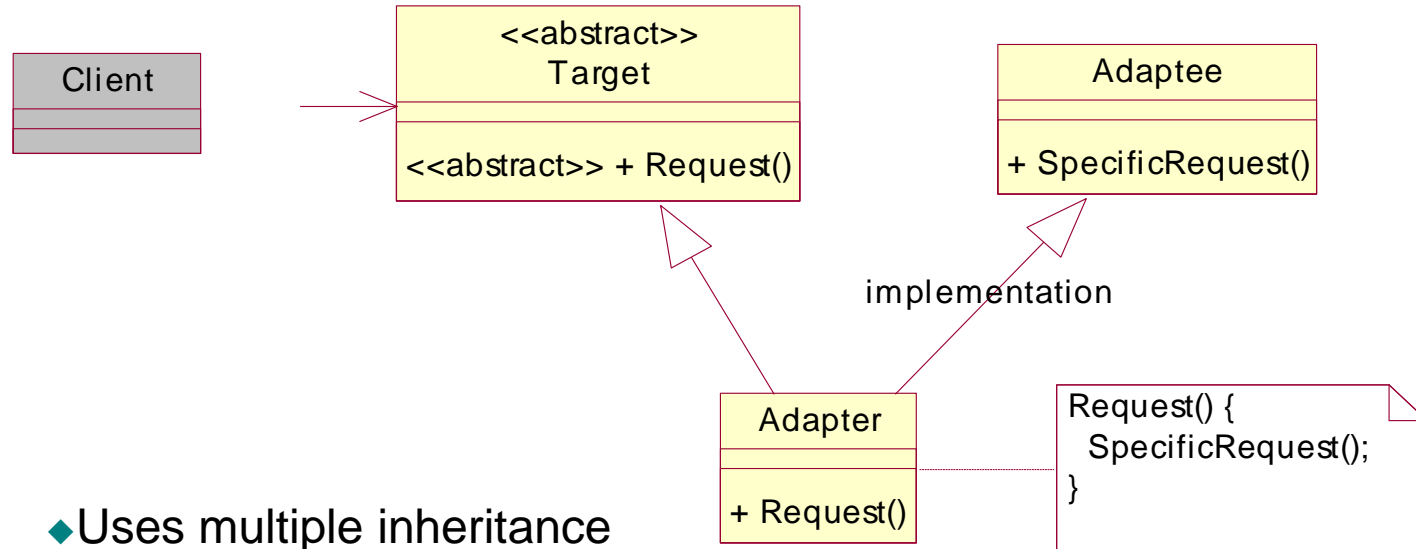 Client
<<abstract>>
Target
<<abstract>> + Request()
Adaptee
+ SpecificRequest()
implementation
Adapter
+ Request()
Request() {
SpecificRequest();
}
◆Uses multiple inheritance